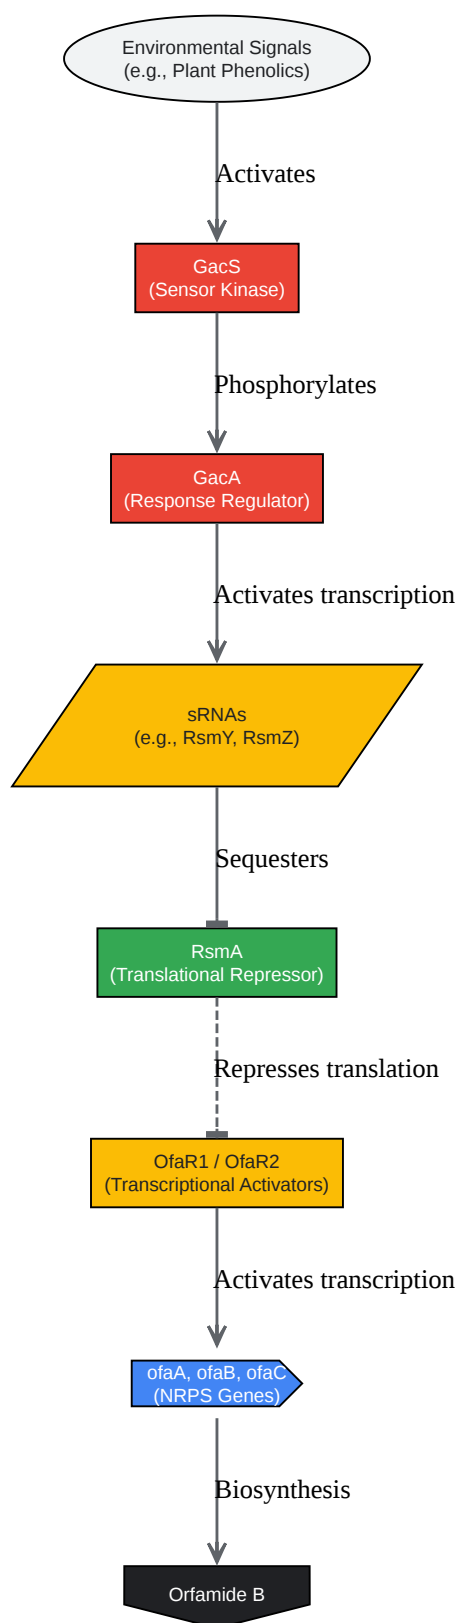 Environmental Signals
(e.g., Plant Phenolics)
Activates
GacS
(Sensor Kinase)
Phosphorylates
GacA
(Response Regulator)
Activates transcription
sRNAs
(e.g., RsmY, RsmZ)
Sequesters
RsmA
(Translational Repressor)
Represses translation
OfaR1 / OfaR2
(Transcriptional Activators)
Activates transcription
ofaA, ofaB, ofaC
(NRPS Genes)
Biosynthesis
Orfamide B